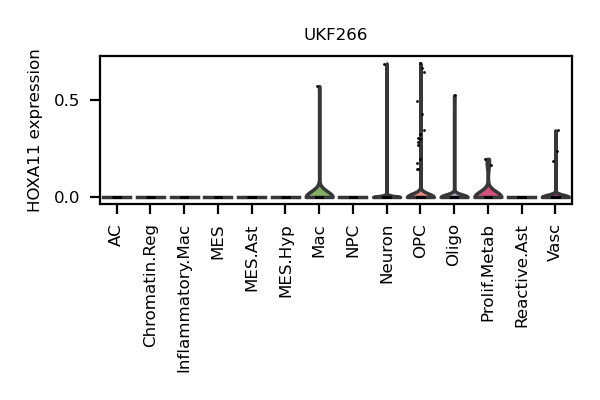 UKF266
HOXA11 expression
0.5
0.0
AC
Chromatin.Reg
Inflammatory.Mac
MES
MES.Ast
MES.Hyp
Mac
NPC
Neuron
OPC
Oligo
Prolif.Metab
Reactive.Ast
Vasc